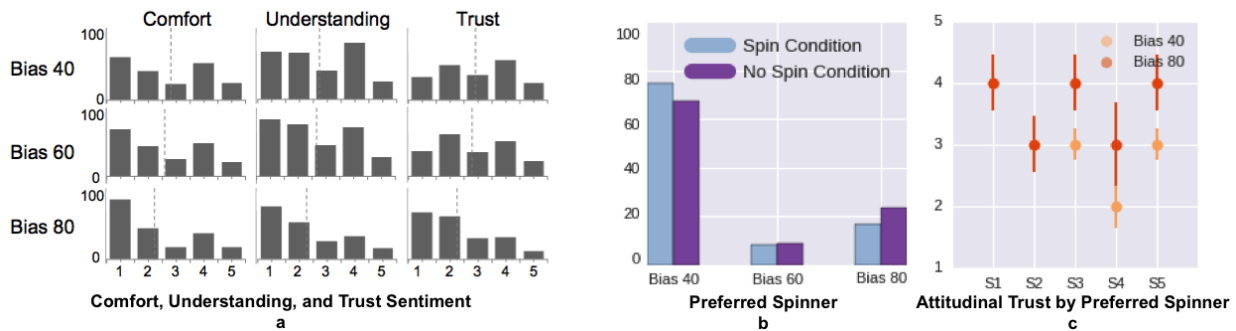 Comfort Understanding Trust
Bias 40
100
0
Bias 60
100
0
Bias 80
100
0
1 2 3 4 5 1 2 3 4 5 1 2 3 4 5
Comfort, Understanding, and Trust Sentiment
a
100
80
60
40
20
0
Spin Condition
No Spin Condition
Bias 40 Bias 60 Bias 80
Preferred Spinner
b
5
4
3
2
1
Bias 40
Bias 80
S1 S2 S3 S4 S5
Attitudinal Trust by Preferred Spinner
c